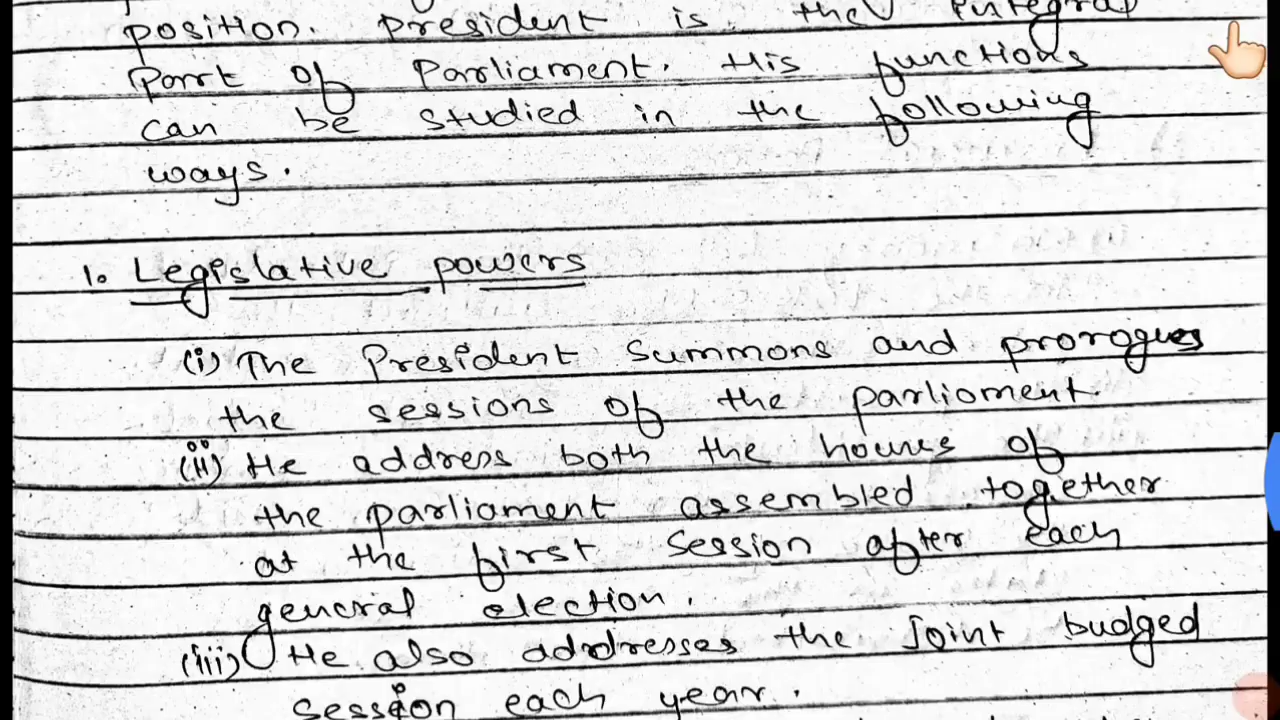 position. President is the integral
Part of Parliament. His functions
can be studied in the following
ways.
1. Legislative powers
(i) The President Summons and prorogues
the sessions of the parliament.
(ii) He address both the houses of
the parliament assembled together
at the first session after each
general election.
(iii) He also addresses the Joint budged
session each year.